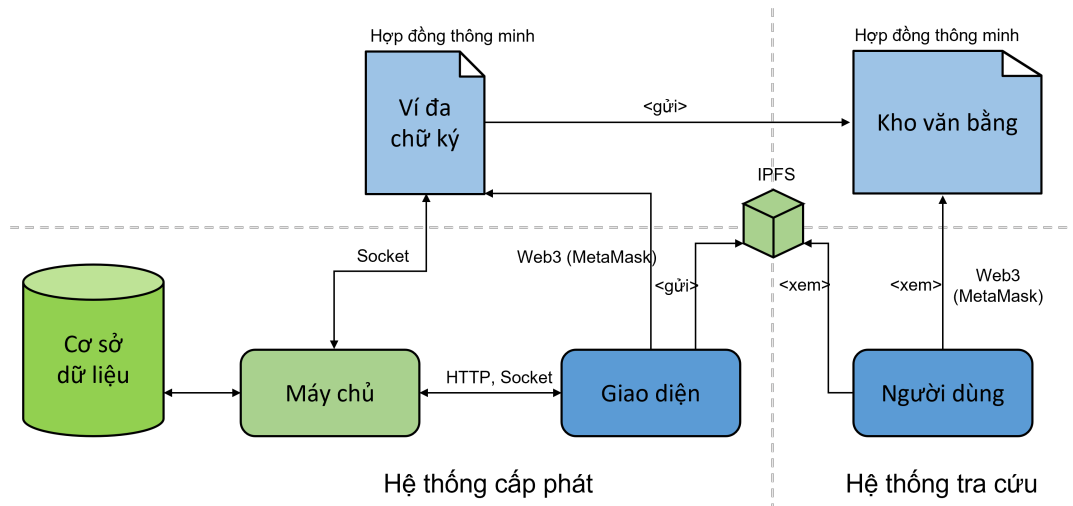 Hợp đồng thông minh
Hợp đồng thông minh
Ví đa
chữ ký
<gửi>
Kho văn bằng
IPFS
Socket
Web3 (MetaMask)
<gửi>
<xem>
<xem>
Web3
(MetaMask)
Cơ sở
dữ liệu
Máy chủ
HTTP, Socket
Giao diện
Người dùng
Hệ thống cấp phát
Hệ thống tra cứu